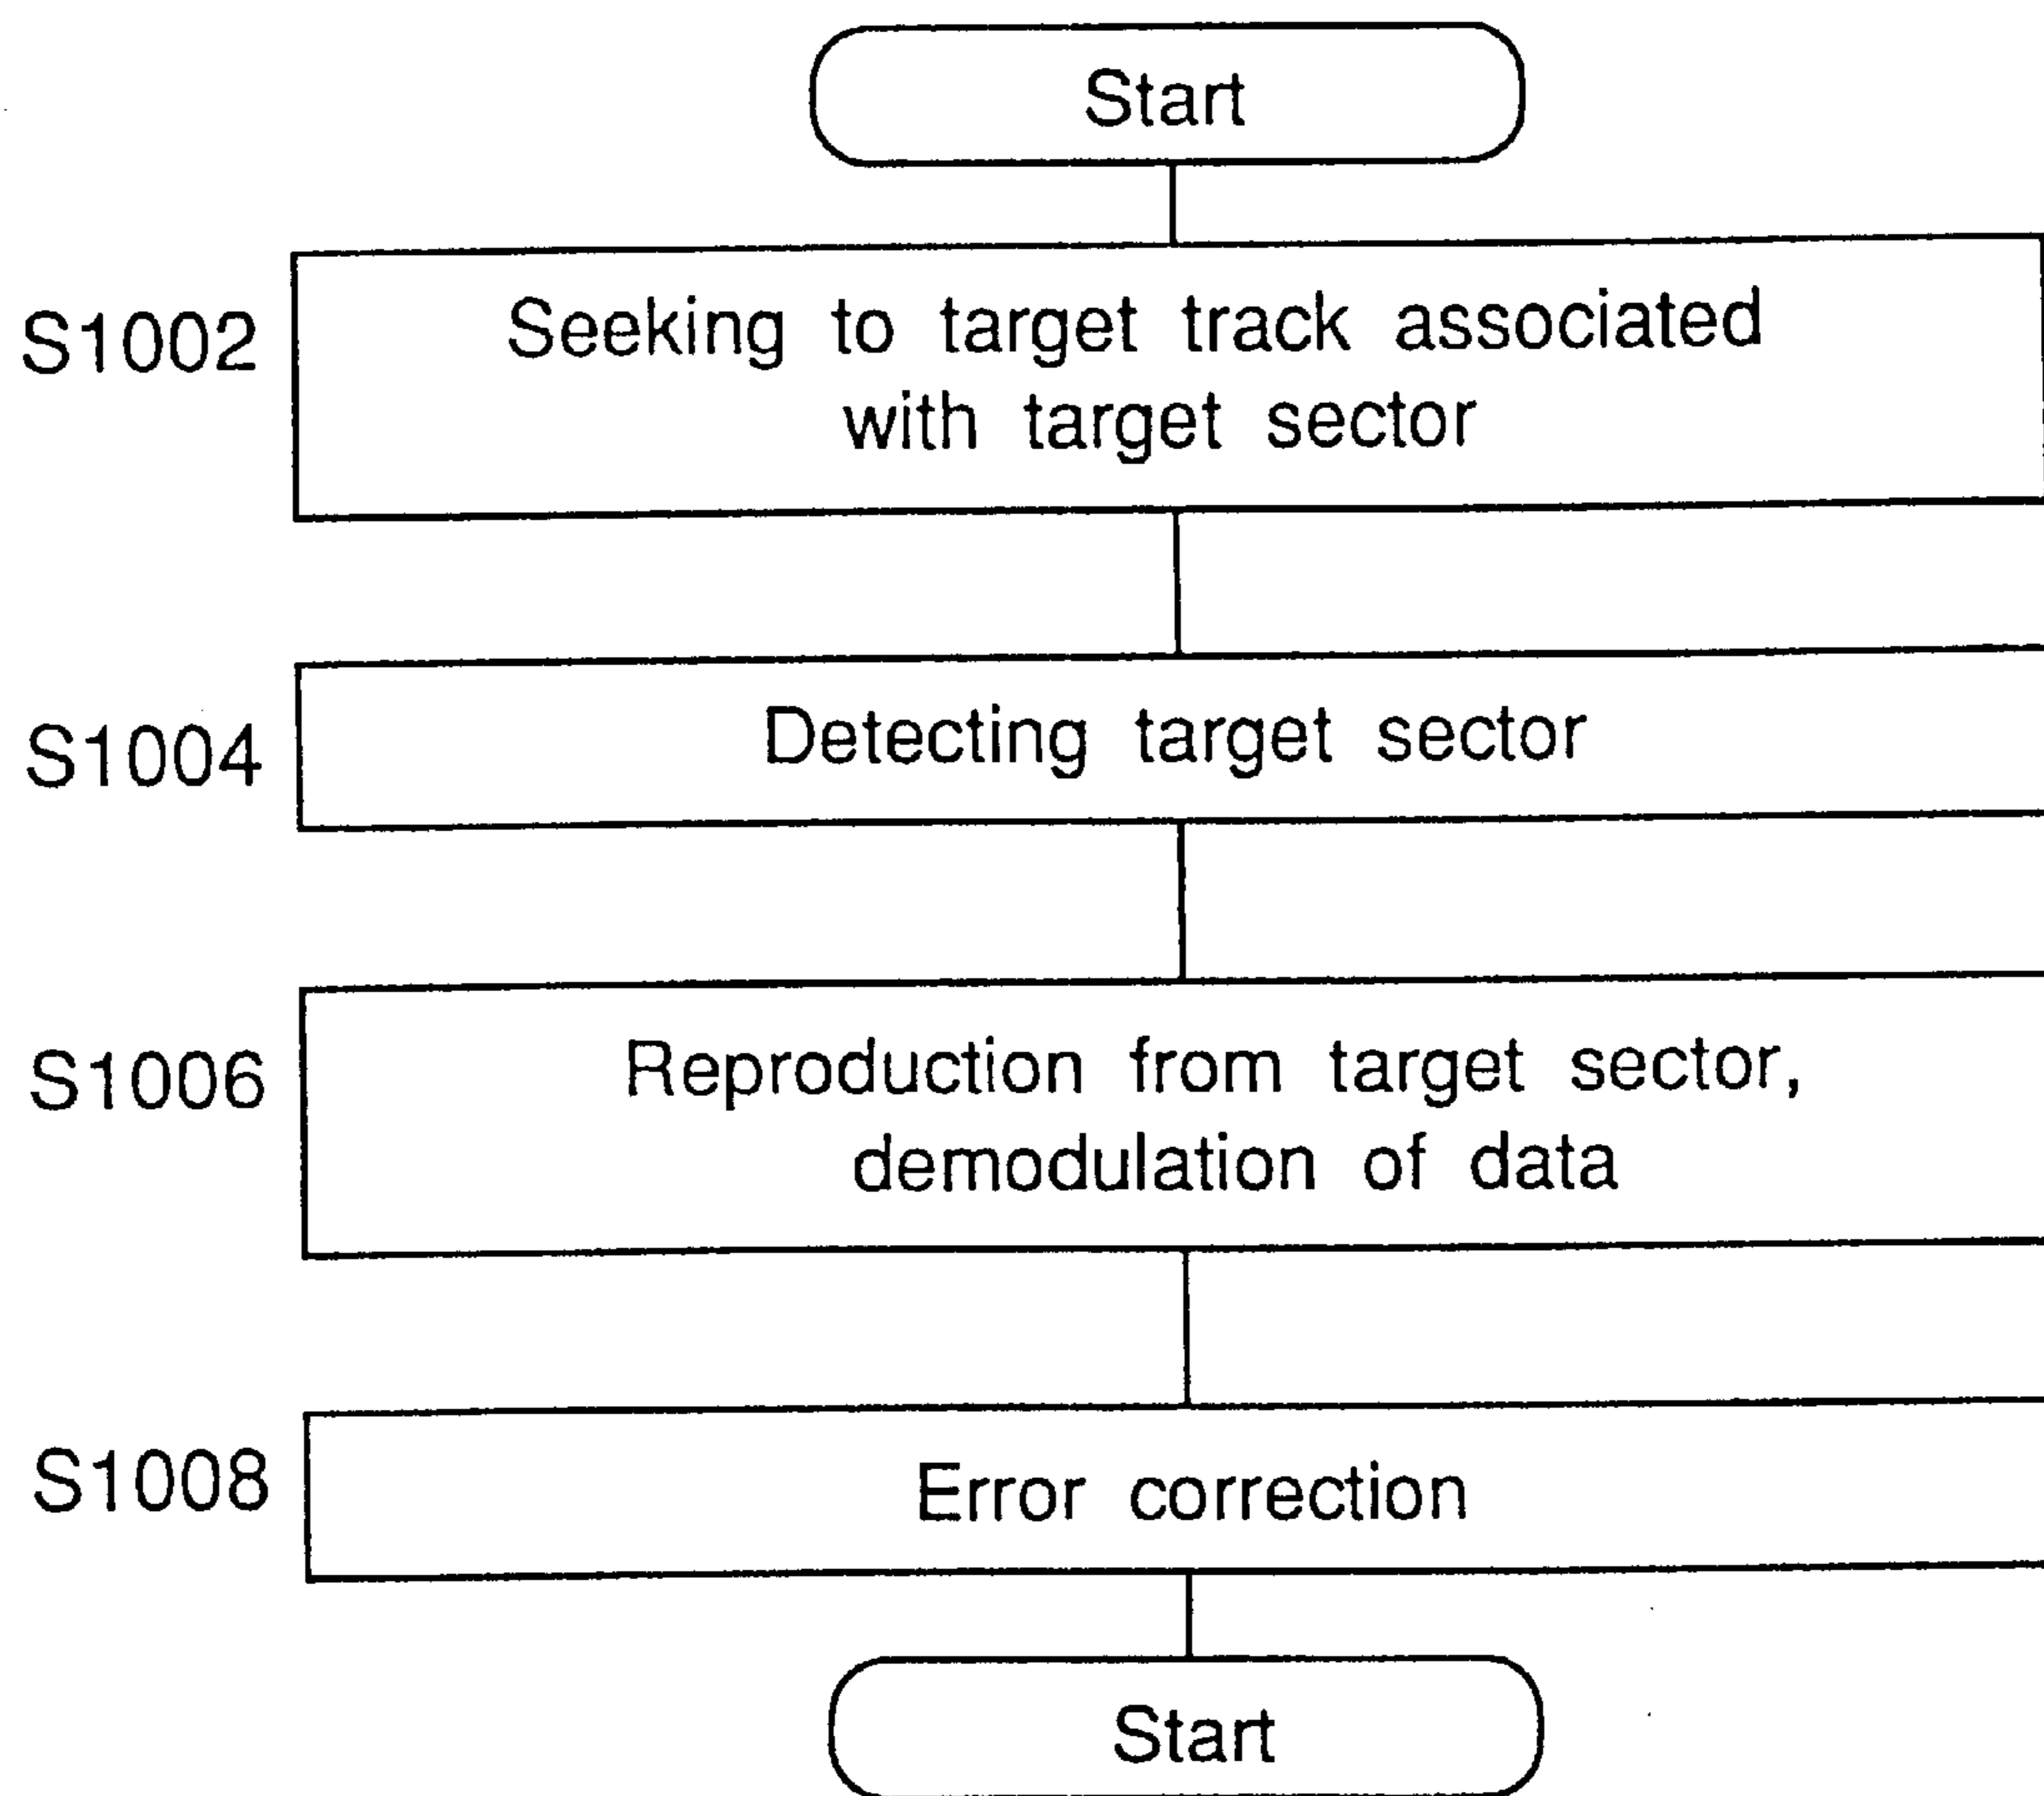 Start
S1002
Seeking to target track associated
with target sector
S1004
Detecting target sector
S1006
Reproduction from target sector,
demodulation of data
S1008
Error correction
Start